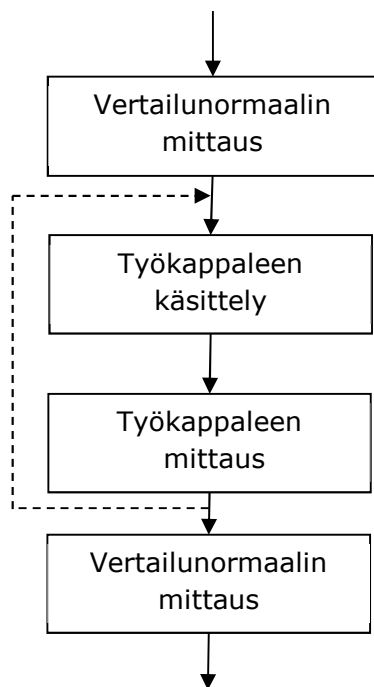 Vertailunormaalin
mittaus
Työkappaleen
käsittely
Työkappaleen
mittaus
Vertailunormaalin
mittaus